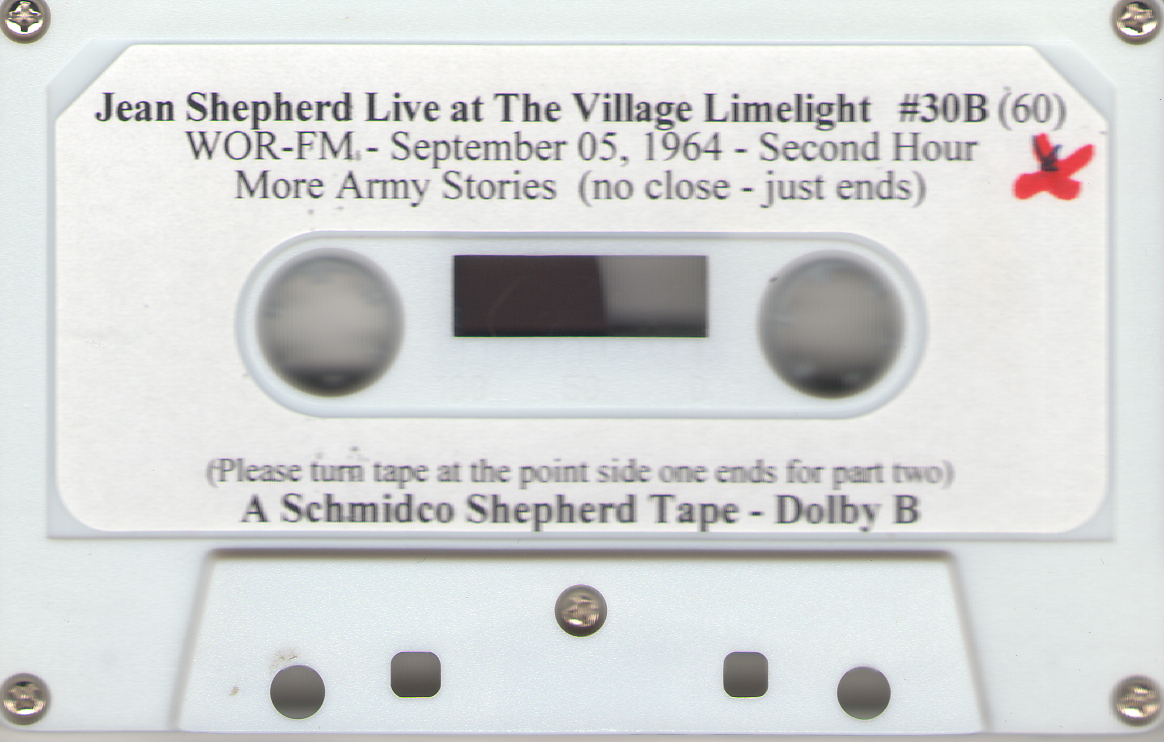 Jean Shepherd Live at The Village Limelight #30B (60)
WOR-FM. - September 05, 1964 - Second Hour
More Army Stories (no close - just ends)
(Please turn tape at the point side one ends for part two)
A Schmidco Shepherd Tape - Dolby B